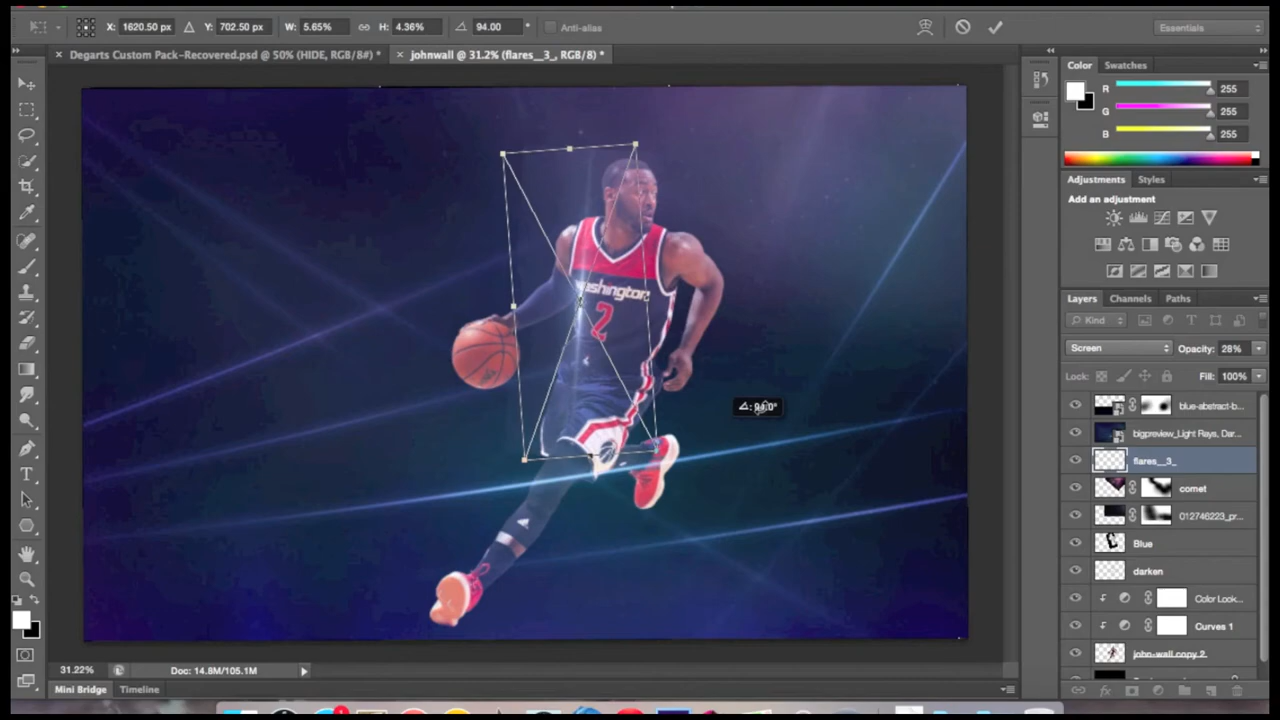 X: 1620.50 px Y: 702.50 px W: 5.65% H: 4.36% 94.00 ° Anti-alias Essentials
Degarts Custom Pack-Recovered.psd @ 50% (HIDE, RGB/8#) * johnwall @ 31.2% (flares__3_, RGB/8) *
Color Swatches
R 255
G 255
B 255
Adjustments Styles
Add an adjustment
Layers Channels Paths
Kind
Screen Opacity: 28%
Lock: Fill: 100%
blue-abstract-b...
bigpreview_Light Rays, Dar...
flares__3_
comet
012746223_pr...
Blue
darken
Color Look...
Curves 1
john-wall copy 2
ashington
2
: 94.0°
31.22% Doc: 14.8M/105.1M
Mini Bridge Timeline